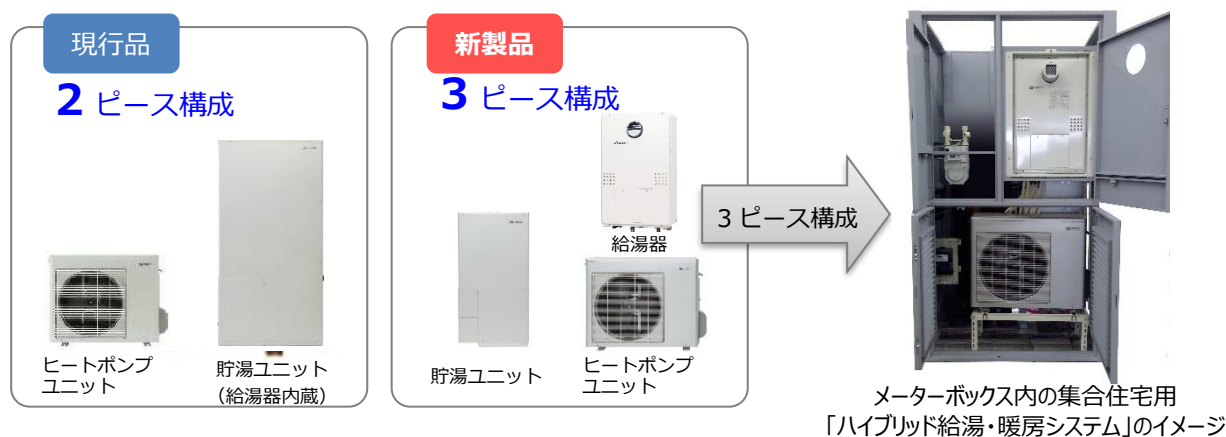 現行品
2 ピース構成
ヒートポンプ
ユニット
貯湯ユニット
（給湯器内蔵）
新製品
3 ピース構成
給湯器
貯湯ユニット
ヒートポンプ
ユニット
3 ピース構成
メーターボックス内の集合住宅用
「ハイブリッド給湯・暖房システム」のイメージ